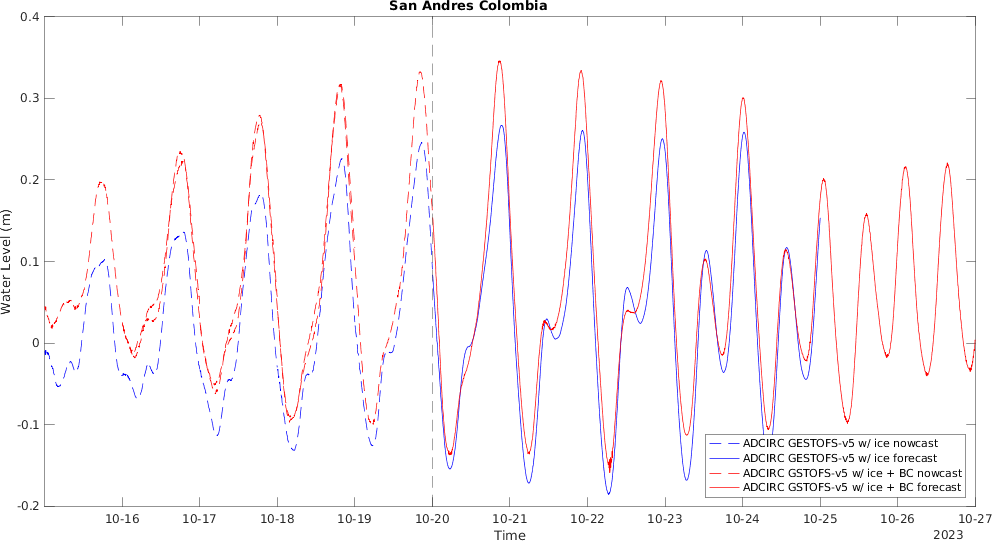 San Andres Colombia
Water Level (m)
0.4
0.3
0.2
0.1
0
-0.1
-0.2
ADCIRC GESTOFS-v5 w/ ice nowcast
ADCIRC GESTOFS-v5 w/ ice forecast
ADCIRC GSTOFS-v5 w/ ice + BC nowcast
ADCIRC GSTOFS-v5 w/ ice + BC forecast
10-16 10-17 10-18 10-19 10-20 10-21 10-22 10-23 10-24 10-25 10-26 10-27
Time
2023